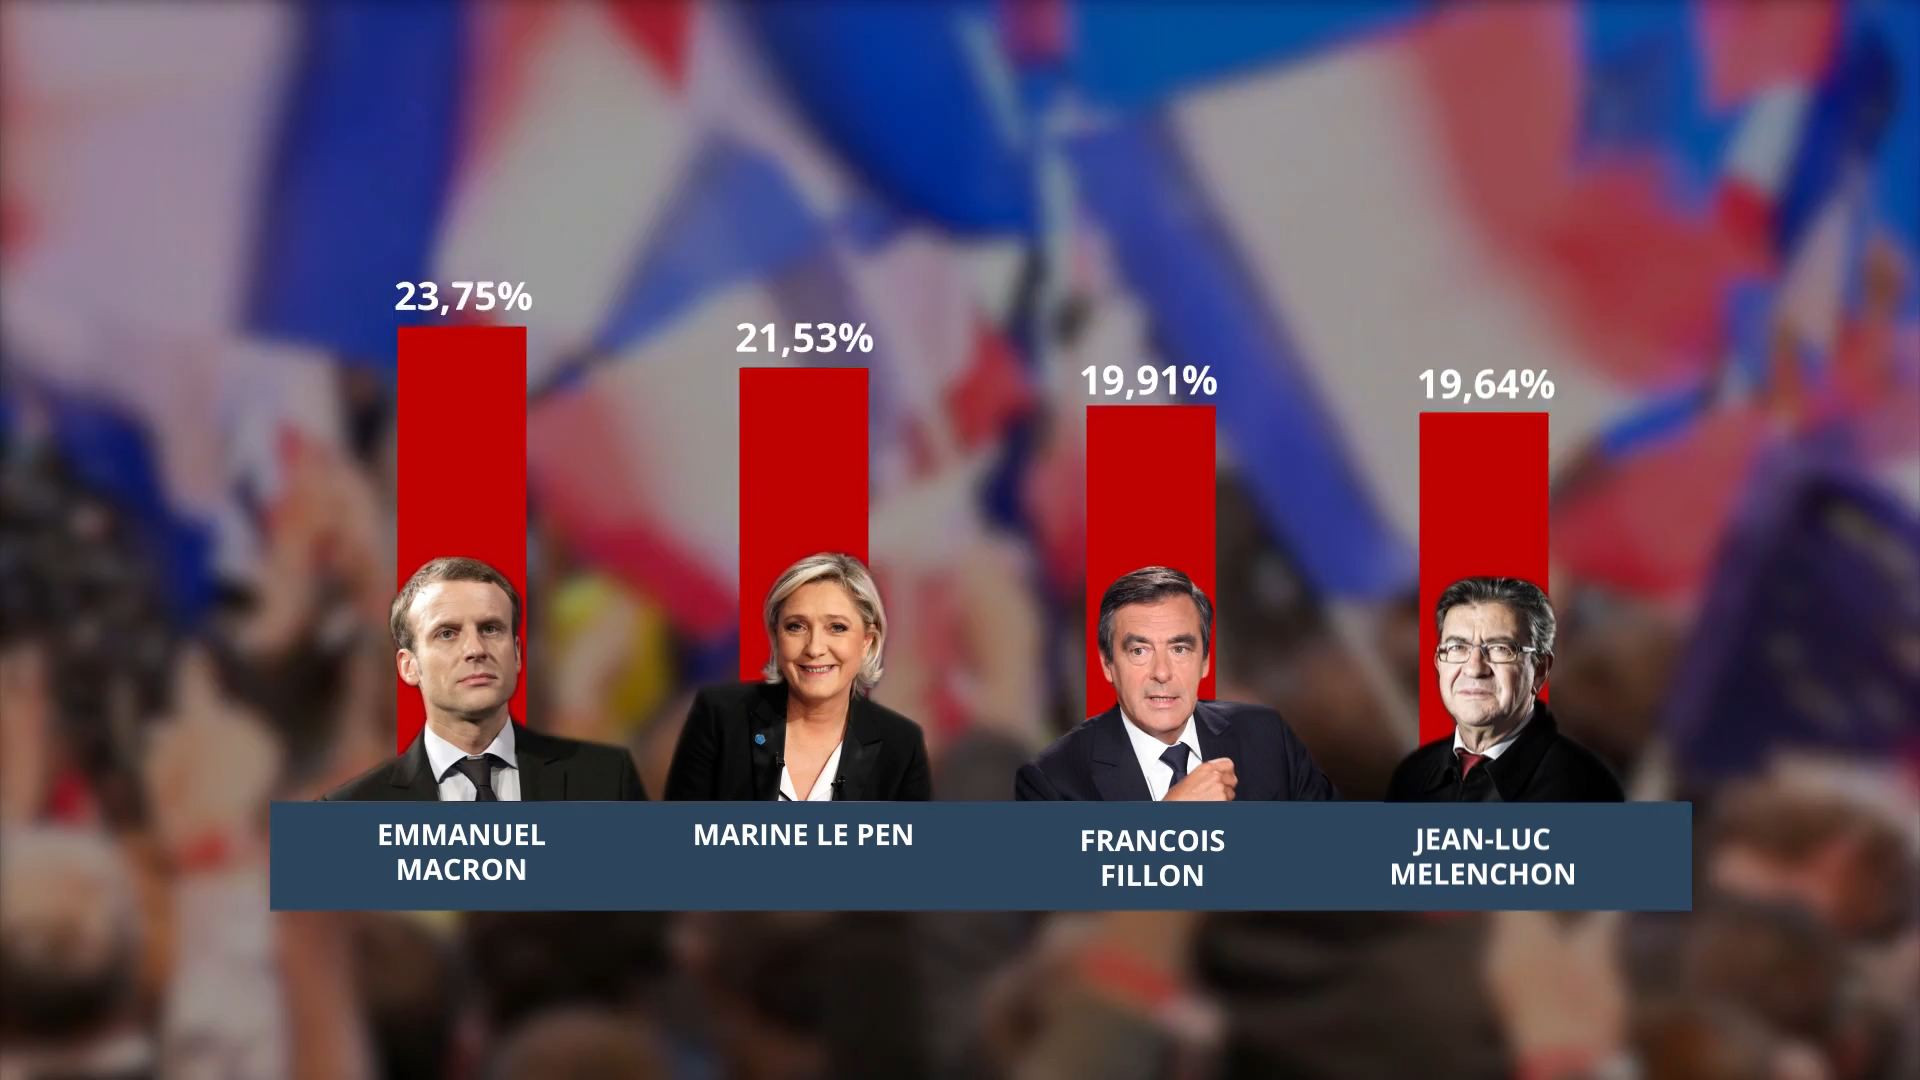 23,75%
21,53%
19,91%
19,64%
EMMANUEL
MACRON
MARINE LE PEN
FRANCOIS
FILLON
JEAN-LUC
MELENCHON